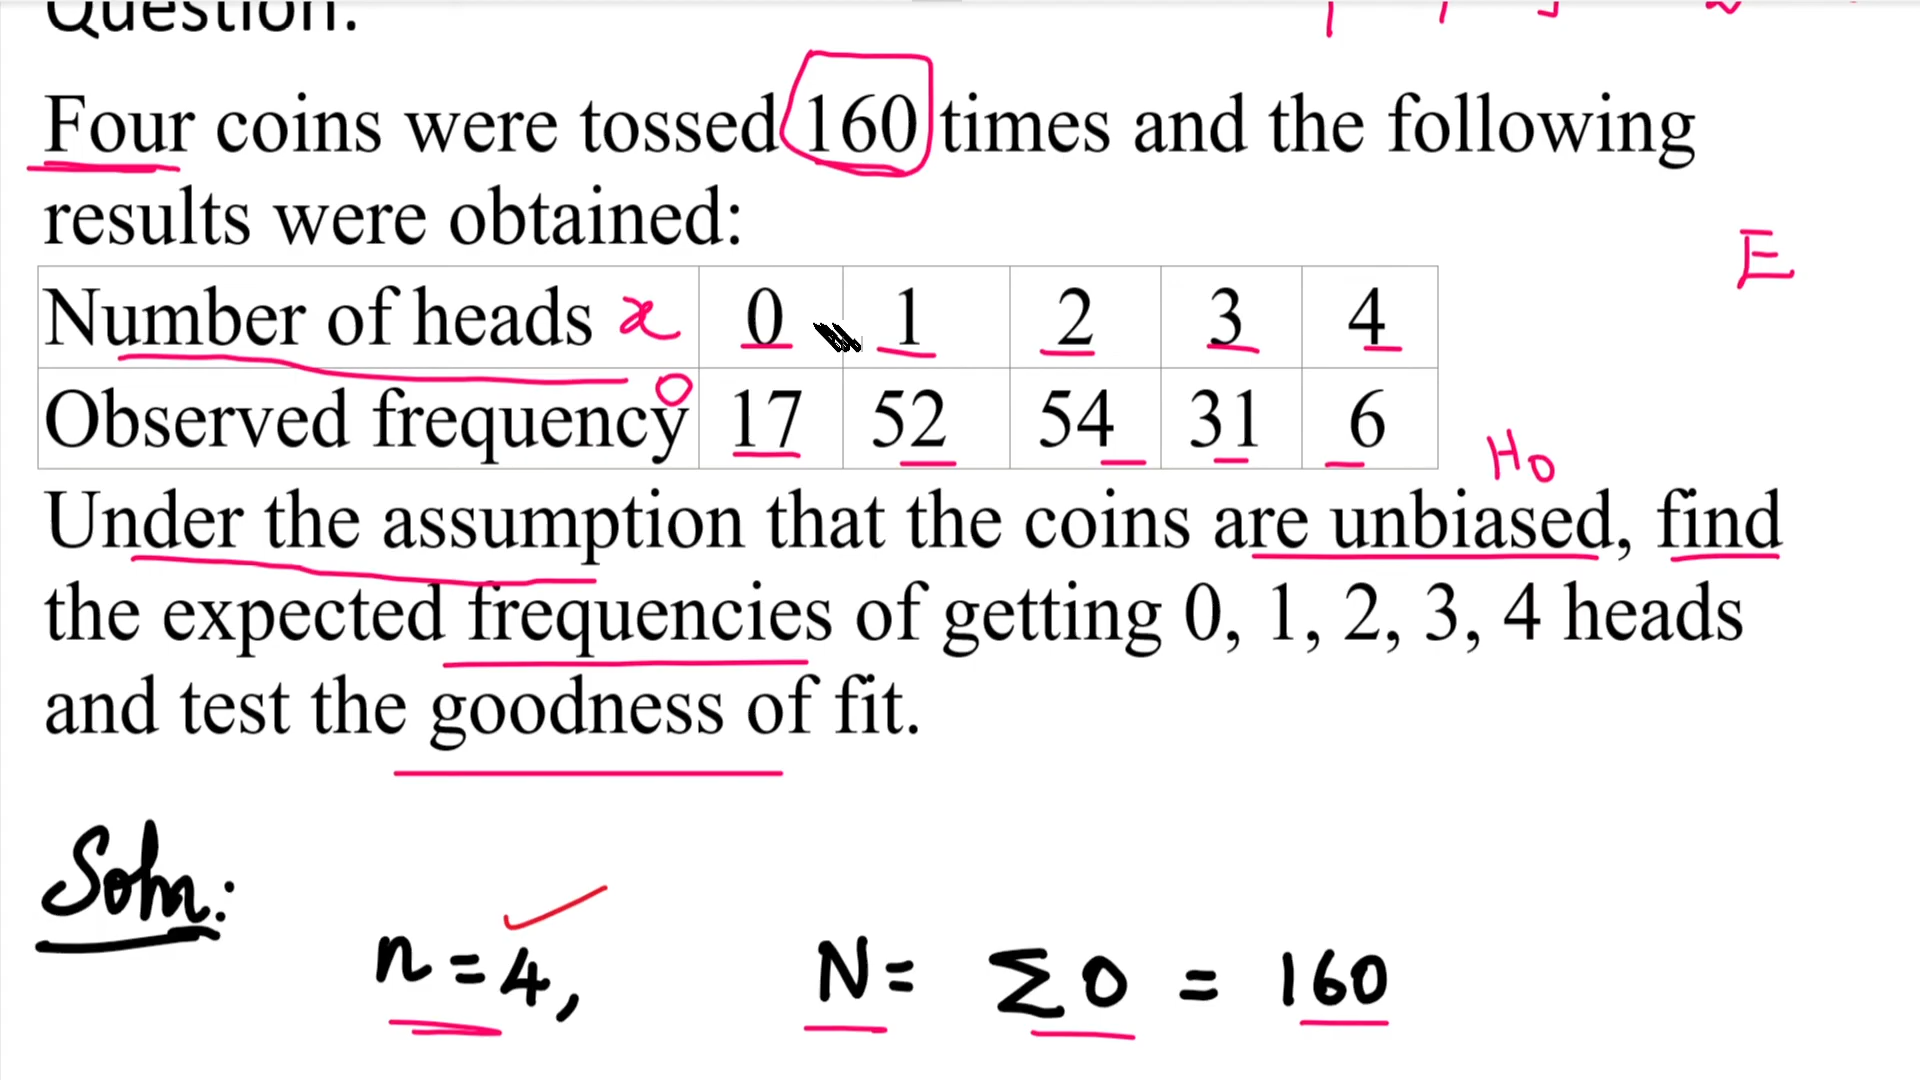 Question:
Four coins were tossed 160 times and the following
results were obtained:
E
Number of heads x 0 1 2 3 4
Observed frequency O 17 52 54 31 6
H0
Under the assumption that the coins are unbiased, find
the expected frequencies of getting 0, 1, 2, 3, 4 heads
and test the goodness of fit.
Soln:
n = 4, N = ΣO = 160